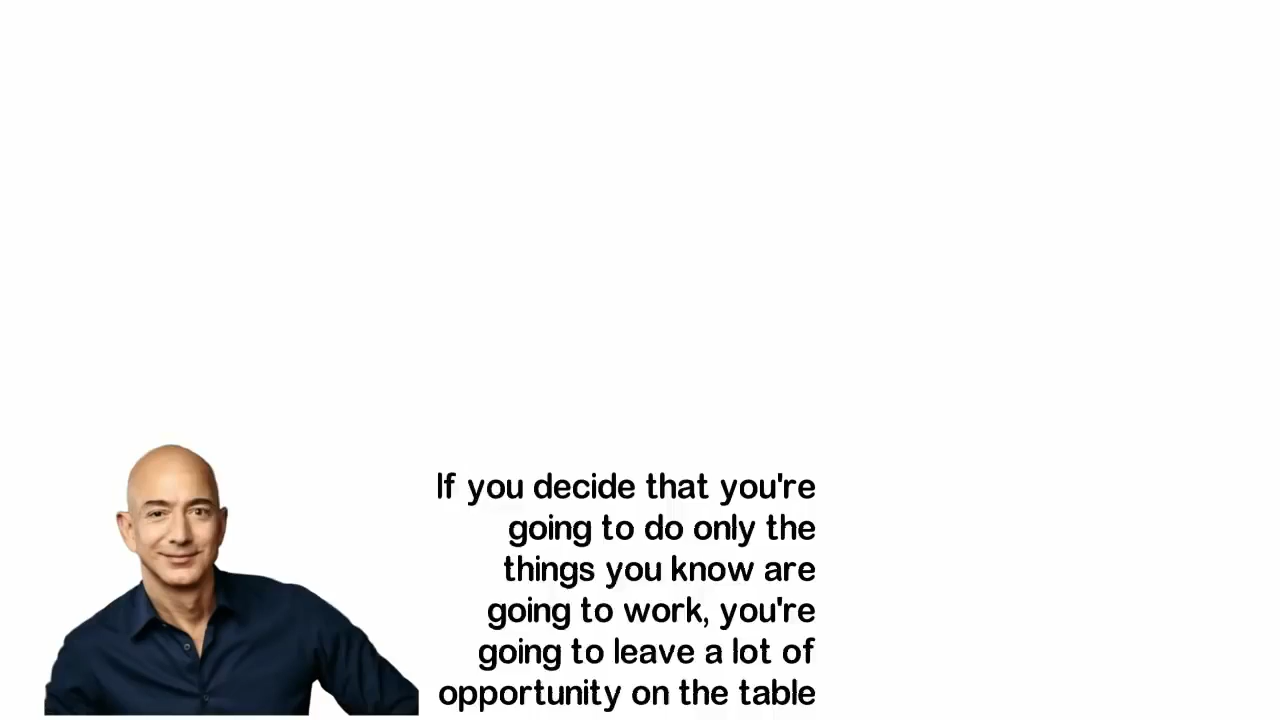 If you decide that you're
going to do only the
things you know are
going to work, you're
going to leave a lot of
opportunity on the table